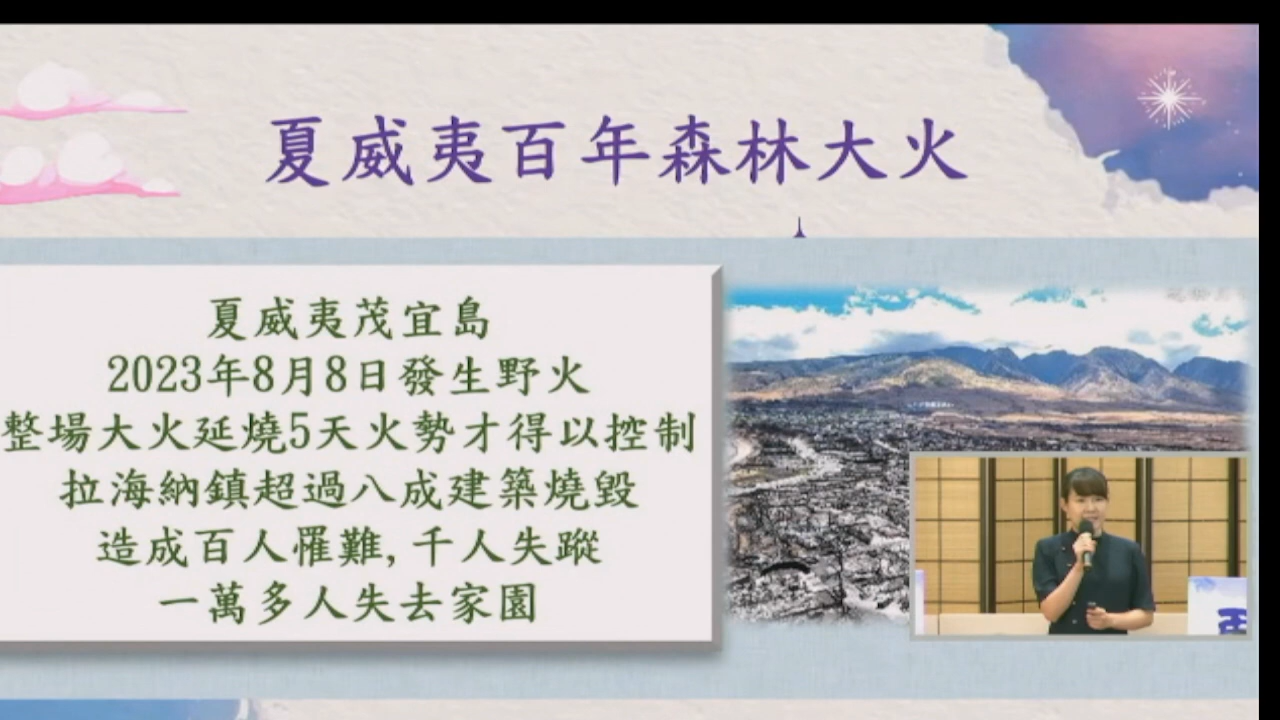 夏威夷百年森林大火
夏威夷茂宜島
2023年8月8日發生野火
整場大火延燒5天火勢才得以控制
拉海納鎮超過八成建築燒毀
造成百人罹難,千人失蹤
一萬多人失去家園